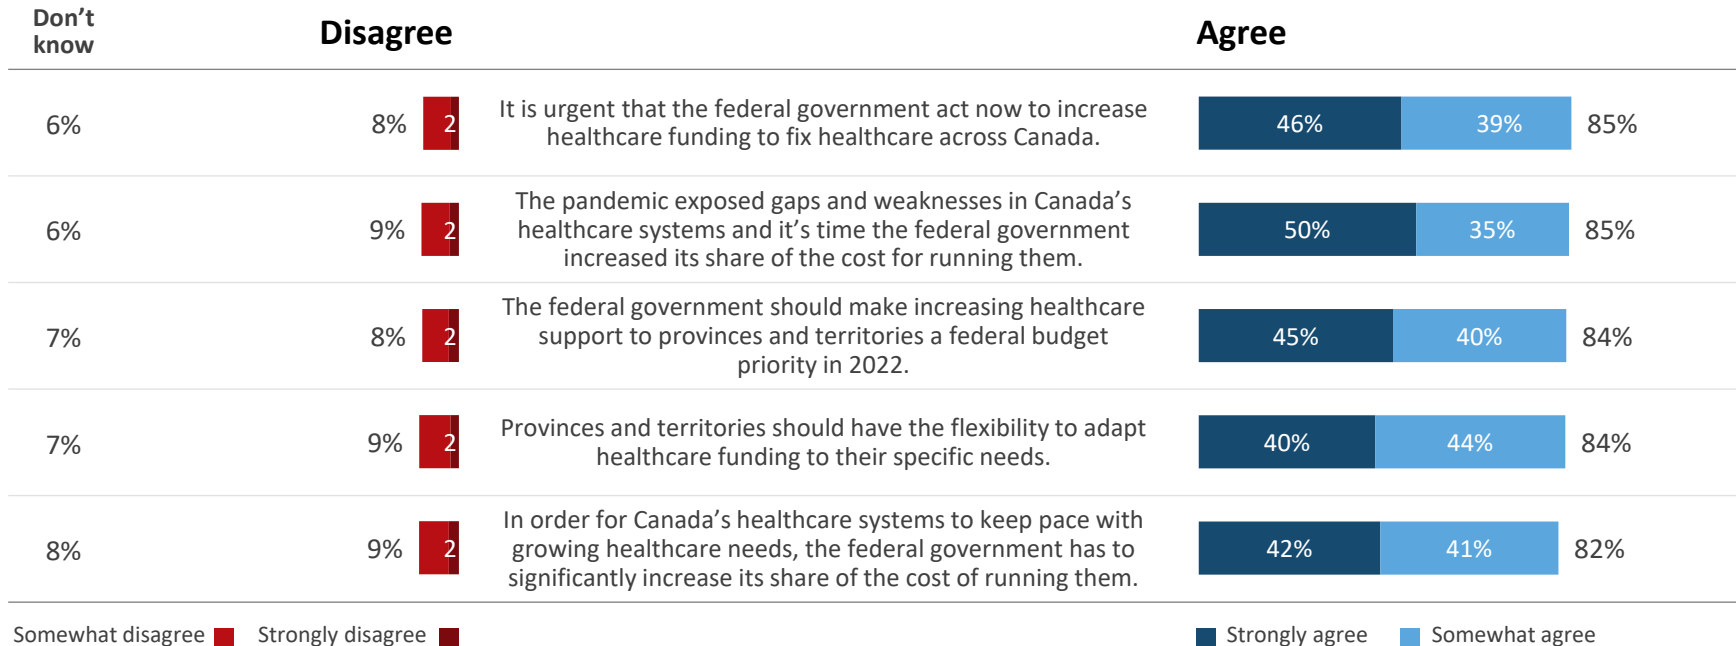 Don’t
know
Disagree
Agree
6%
8%
2
It is urgent that the federal government act now to increase
healthcare funding to fix healthcare across Canada.
46%
39%
85%
6%
9%
2
The pandemic exposed gaps and weaknesses in Canada’s
healthcare systems and it’s time the federal government
increased its share of the cost for running them.
50%
35%
85%
7%
8%
2
The federal government should make increasing healthcare
support to provinces and territories a federal budget
priority in 2022.
45%
40%
84%
7%
9%
2
Provinces and territories should have the flexibility to adapt
healthcare funding to their specific needs.
40%
44%
84%
8%
9%
2
In order for Canada’s healthcare systems to keep pace with
growing healthcare needs, the federal government has to
significantly increase its share of the cost of running them.
42%
41%
82%
Somewhat disagree
Strongly disagree
Strongly agree
Somewhat agree